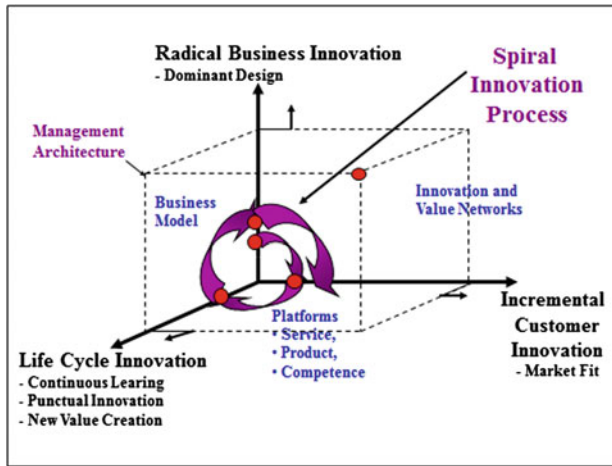 Radical Business Innovation
- Dominant Design
Spiral
Innovation
Process
Management
Architecture
Business
Model
Innovation and
Value Networks
Platforms
• Service,
• Product,
• Competence
Incremental
Customer
Innovation
- Market Fit
Life Cycle Innovation
- Continuous Learing
- Punctual Innovation
- New Value Creation